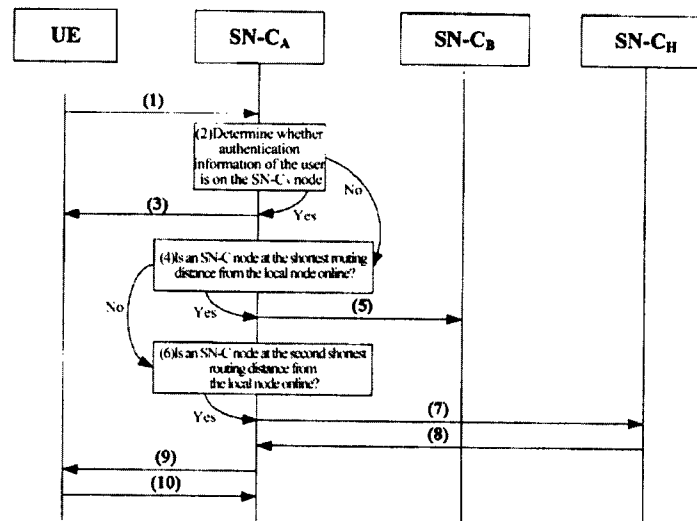 UE
SN-CA
SN-CB
SN-CH
(1)
(2)Determine whether
authentication
information of the user
is on the SN-CA node
No
Yes
(3)
(4)Is an SN-C node at the shortest routing
distance from the local node online?
No
Yes
(5)
(6)Is an SN-C node at the second shortest
routing distance from
the local node online?
Yes
(7)
(8)
(9)
(10)